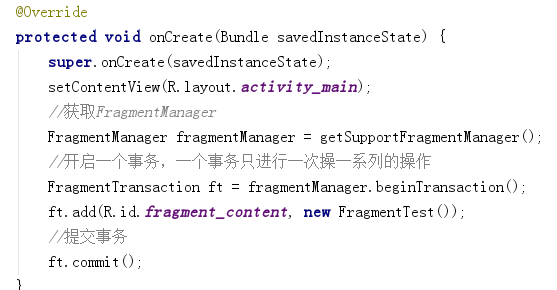 @Override
protected void onCreate(Bundle savedInstanceState) {
super.onCreate(savedInstanceState);
setContentView(R.layout.activity_main);
//获取FragmentManager
FragmentManager fragmentManager = getSupportFragmentManager();
//开启一个事务，一个事务只进行一次操一系列的操作
FragmentTransaction ft = fragmentManager.beginTransaction();
ft.add(R.id.fragment_content, new FragmentTest());
//提交事务
ft.commit();
}